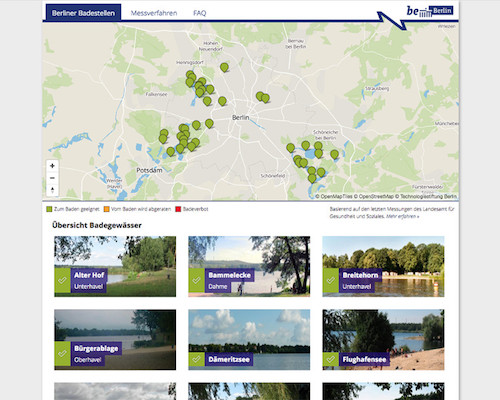 Berliner Badestellen Messverfahren FAQ
be Berlin
Hohen Neuendorf
Bernau bei Berlin
Hennigsdorf
Falkensee
Strausberg
Berlin
Schöneiche bei Berlin
Potsdam
Schönefeld
Werder (Havel)
Fürstenwalde
© OpenMapTiles © OpenStreetMap © Technologiestiftung Berlin
Zum Baden geeignet Vom Baden wird abgeraten Badeverbot
Basierend auf den letzten Messungen des Landesamt für
Gesundheit und Soziales. Mehr erfahren »
Übersicht Badegewässer
Alter Hof
Unterhavel
Bammelecke
Dahme
Breitehorn
Unterhavel
Bürgerablage
Oberhavel
Dämeritzsee
Flughafensee